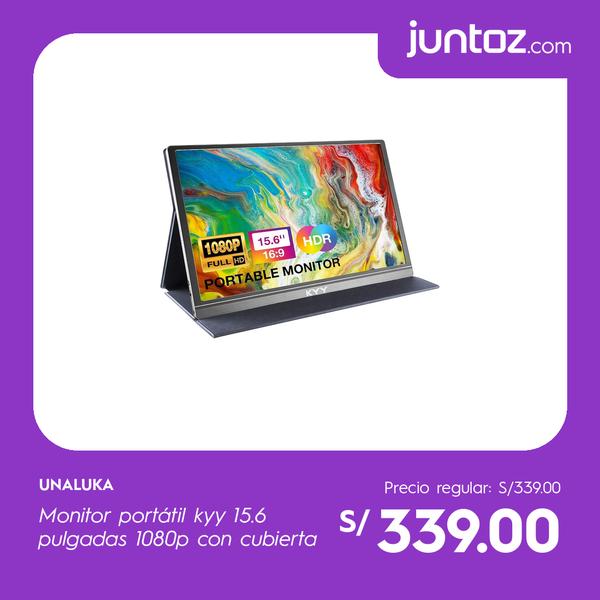 juntoz.com
1080P
FULL HD
15.6''
16:9
HDR
PORTABLE MONITOR
KYY
UNALUKA
Monitor portátil kyy 15.6
pulgadas 1080p con cubierta
Precio regular: S/339.00
S/ 339.00